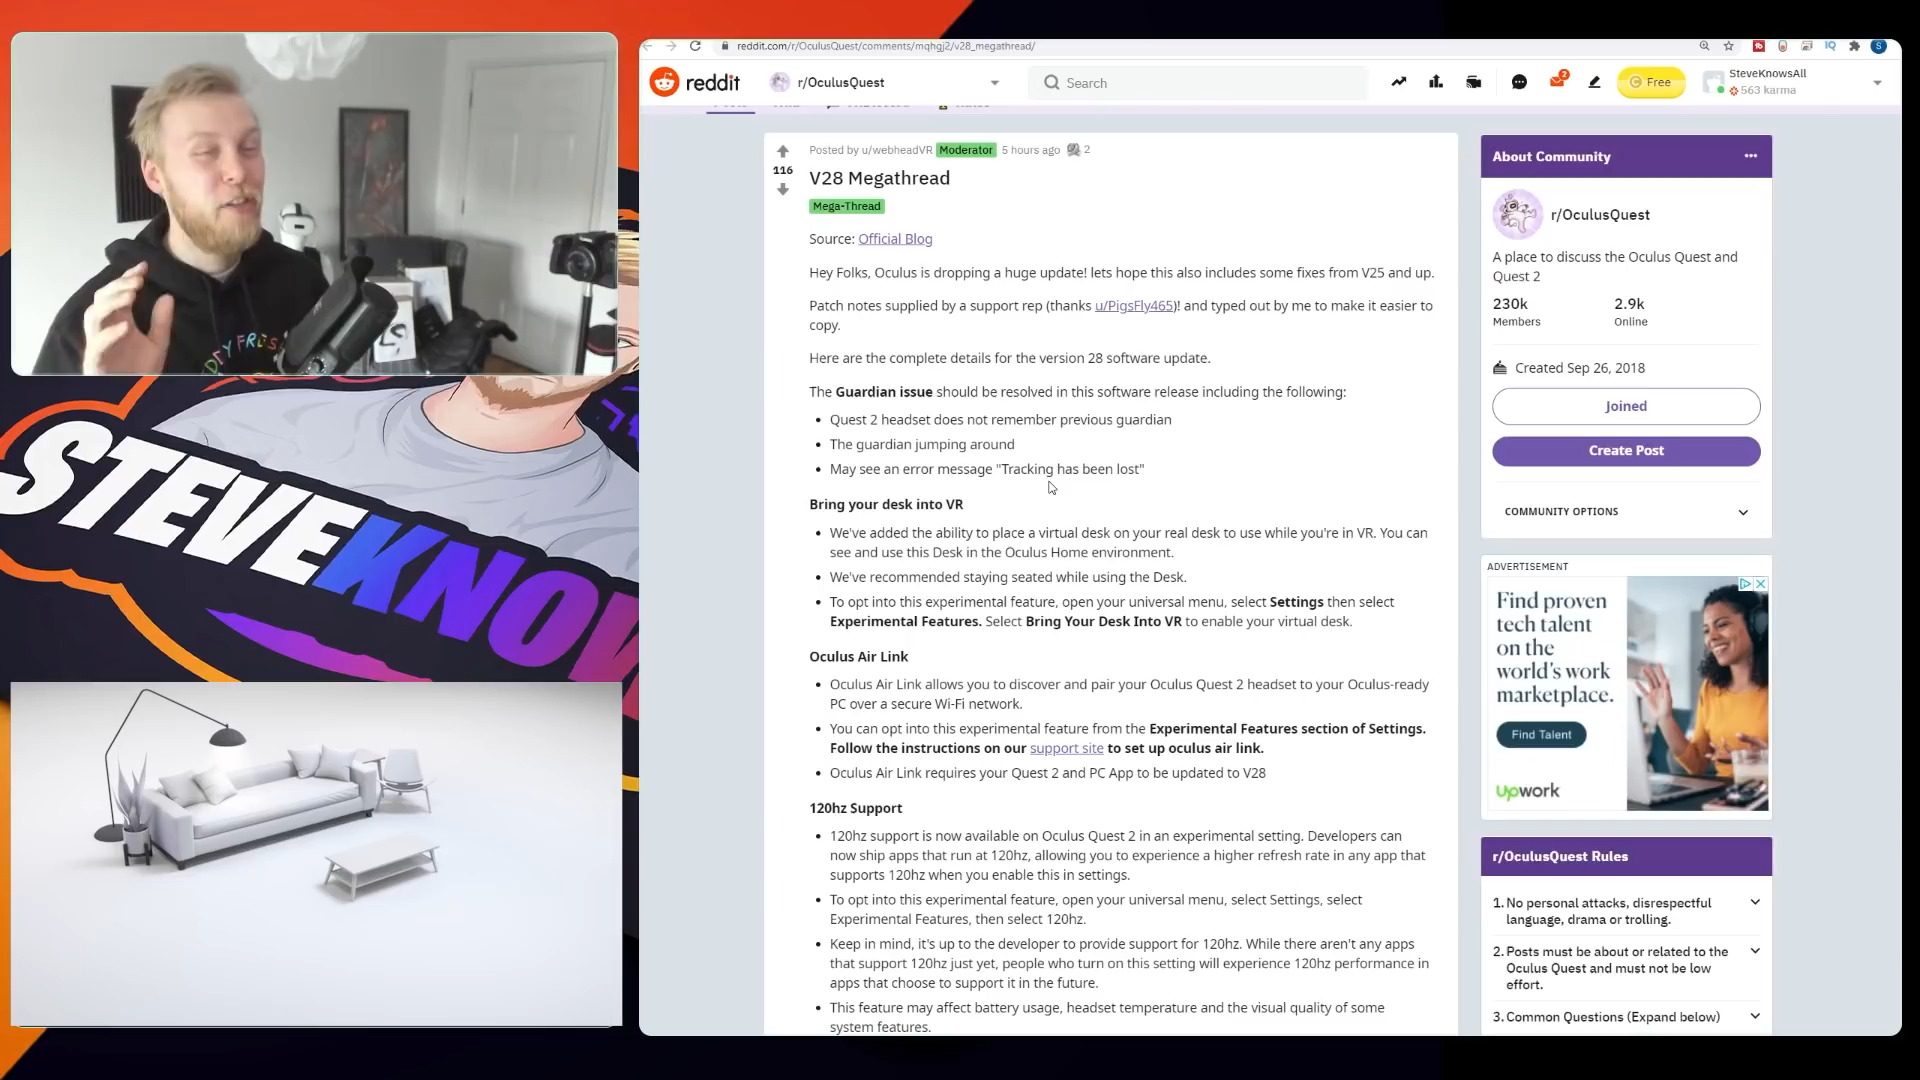 reddit.com/r/OculusQuest/comments/mqhgj2/v28_megathread/
reddit
r/OculusQuest
Search
2
Free
SteveKnowsAll
563 karma
Posted by u/webheadVR Moderator 5 hours ago 2
116
V28 Megathread
Mega-Thread
Source: Official Blog
Hey Folks, Oculus is dropping a huge update! lets hope this also includes some fixes from V25 and up.
Patch notes supplied by a support rep (thanks u/PigsFly465)! and typed out by me to make it easier to
copy.
Here are the complete details for the version 28 software update.
The Guardian issue should be resolved in this software release including the following:
Quest 2 headset does not remember previous guardian
The guardian jumping around
May see an error message "Tracking has been lost"
Bring your desk into VR
We've added the ability to place a virtual desk on your real desk to use while you're in VR. You can
see and use this Desk in the Oculus Home environment.
We've recommended staying seated while using the Desk.
To opt into this experimental feature, open your universal menu, select Settings then select
Experimental Features. Select Bring Your Desk Into VR to enable your virtual desk.
Oculus Air Link
Oculus Air Link allows you to discover and pair your Oculus Quest 2 headset to your Oculus-ready
PC over a secure Wi-Fi network.
You can opt into this experimental feature from the Experimental Features section of Settings.
Follow the instructions on our support site to set up oculus air link.
Oculus Air Link requires your Quest 2 and PC App to be updated to V28
120hz Support
120hz support is now available on Oculus Quest 2 in an experimental setting. Developers can
now ship apps that run at 120hz, allowing you to experience a higher refresh rate in any app that
supports 120hz when you enable this in settings.
To opt into this experimental feature, open your universal menu, select Settings, select
Experimental Features, then select 120hz.
Keep in mind, it's up to the developer to provide support for 120hz. While there aren't any apps
that support 120hz just yet, people who turn on this setting will experience 120hz performance in
apps that choose to support it in the future.
This feature may affect battery usage, headset temperature and the visual quality of some
system features.
About Community
r/OculusQuest
A place to discuss the Oculus Quest and
Quest 2
230k 2.9k
Members Online
Created Sep 26, 2018
Joined
Create Post
COMMUNITY OPTIONS
ADVERTISEMENT
Find proven
tech talent
on the
world's work
marketplace.
Find Talent
upwork
r/OculusQuest Rules
1. No personal attacks, disrespectful
language, drama or trolling.
2. Posts must be about or related to the
Oculus Quest and must not be low
effort.
3. Common Questions (Expand below)
STEVEKNOW